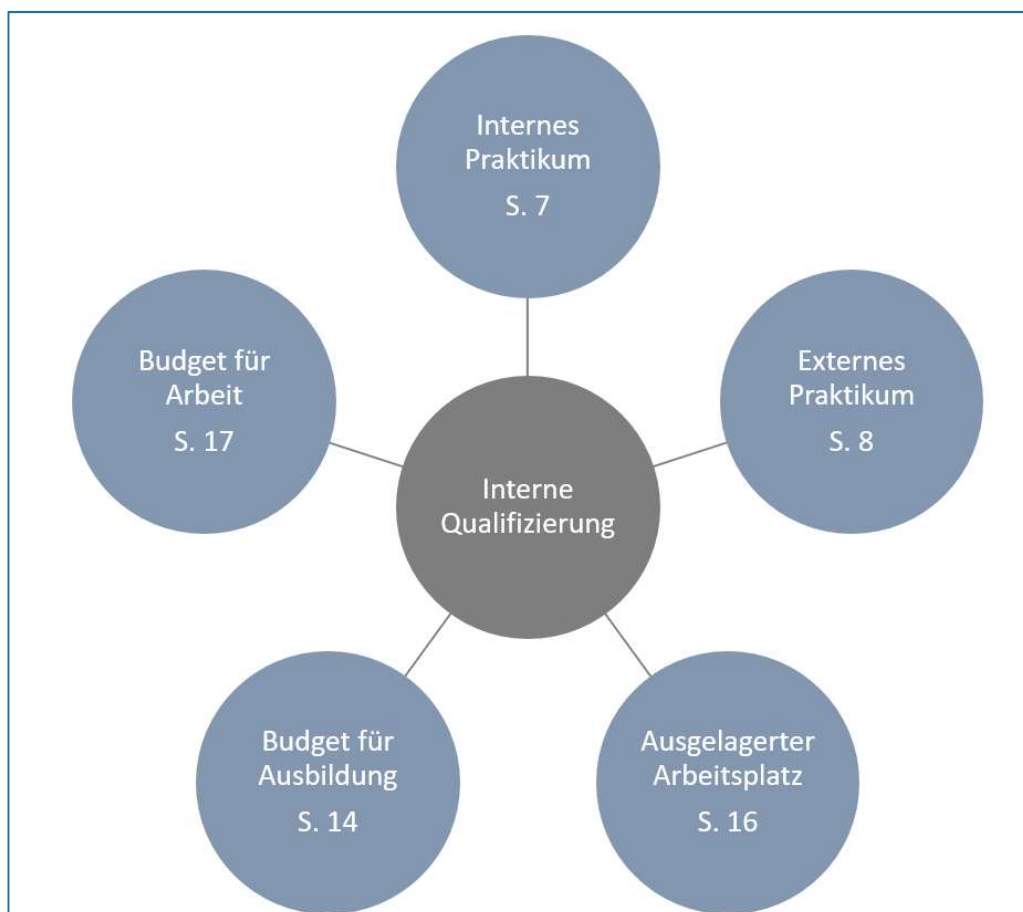 Internes
Praktikum
S. 7
Externes
Praktikum
S. 8
Ausgelagerter
Arbeitsplatz
S. 16
Budget für
Ausbildung
S. 14
Budget für
Arbeit
S. 17
Interne
Qualifizierung